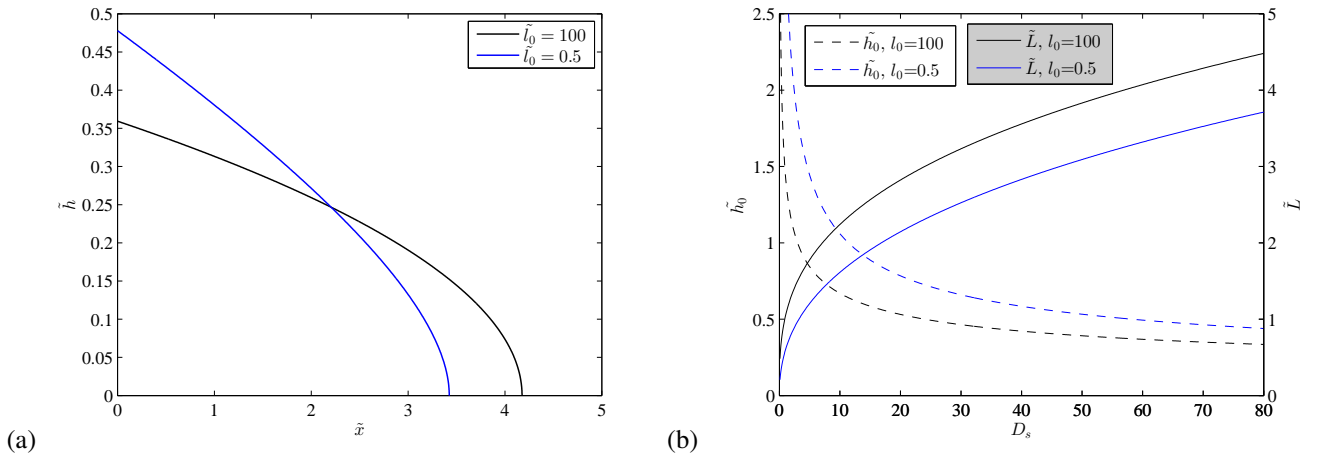 0.5
0.45
0.4
0.35
0.3
0.25
0.2
0.15
0.1
0.05
0
h̃
0 1 2 3 4 5
x̃
l̃₀ = 100
l̃₀ = 0.5
(a)
2.5
2
1.5
1
0.5
0
h̃₀
h̃₀, l₀=100
h̃₀, l₀=0.5
L̃, l₀=100
L̃, l₀=0.5
5
4
3
2
1
0
L̃
0 10 20 30 40 50 60 70 80
Dₛ
(b)